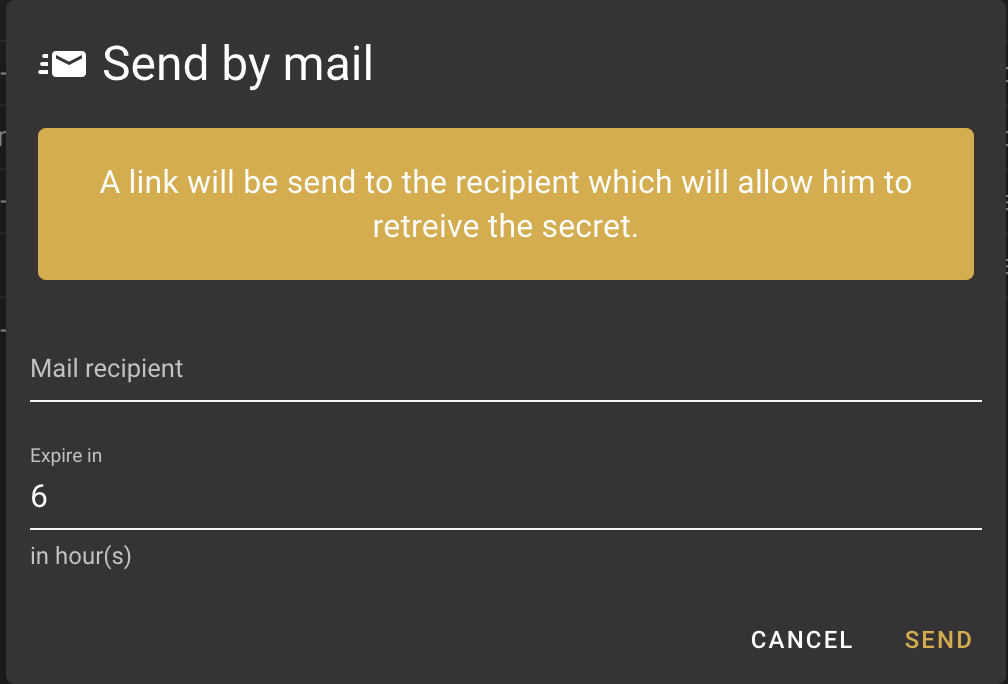 Send by mail
A link will be send to the recipient which will allow him to
retreive the secret.
Mail recipient
Expire in
6
in hour(s)
CANCEL SEND